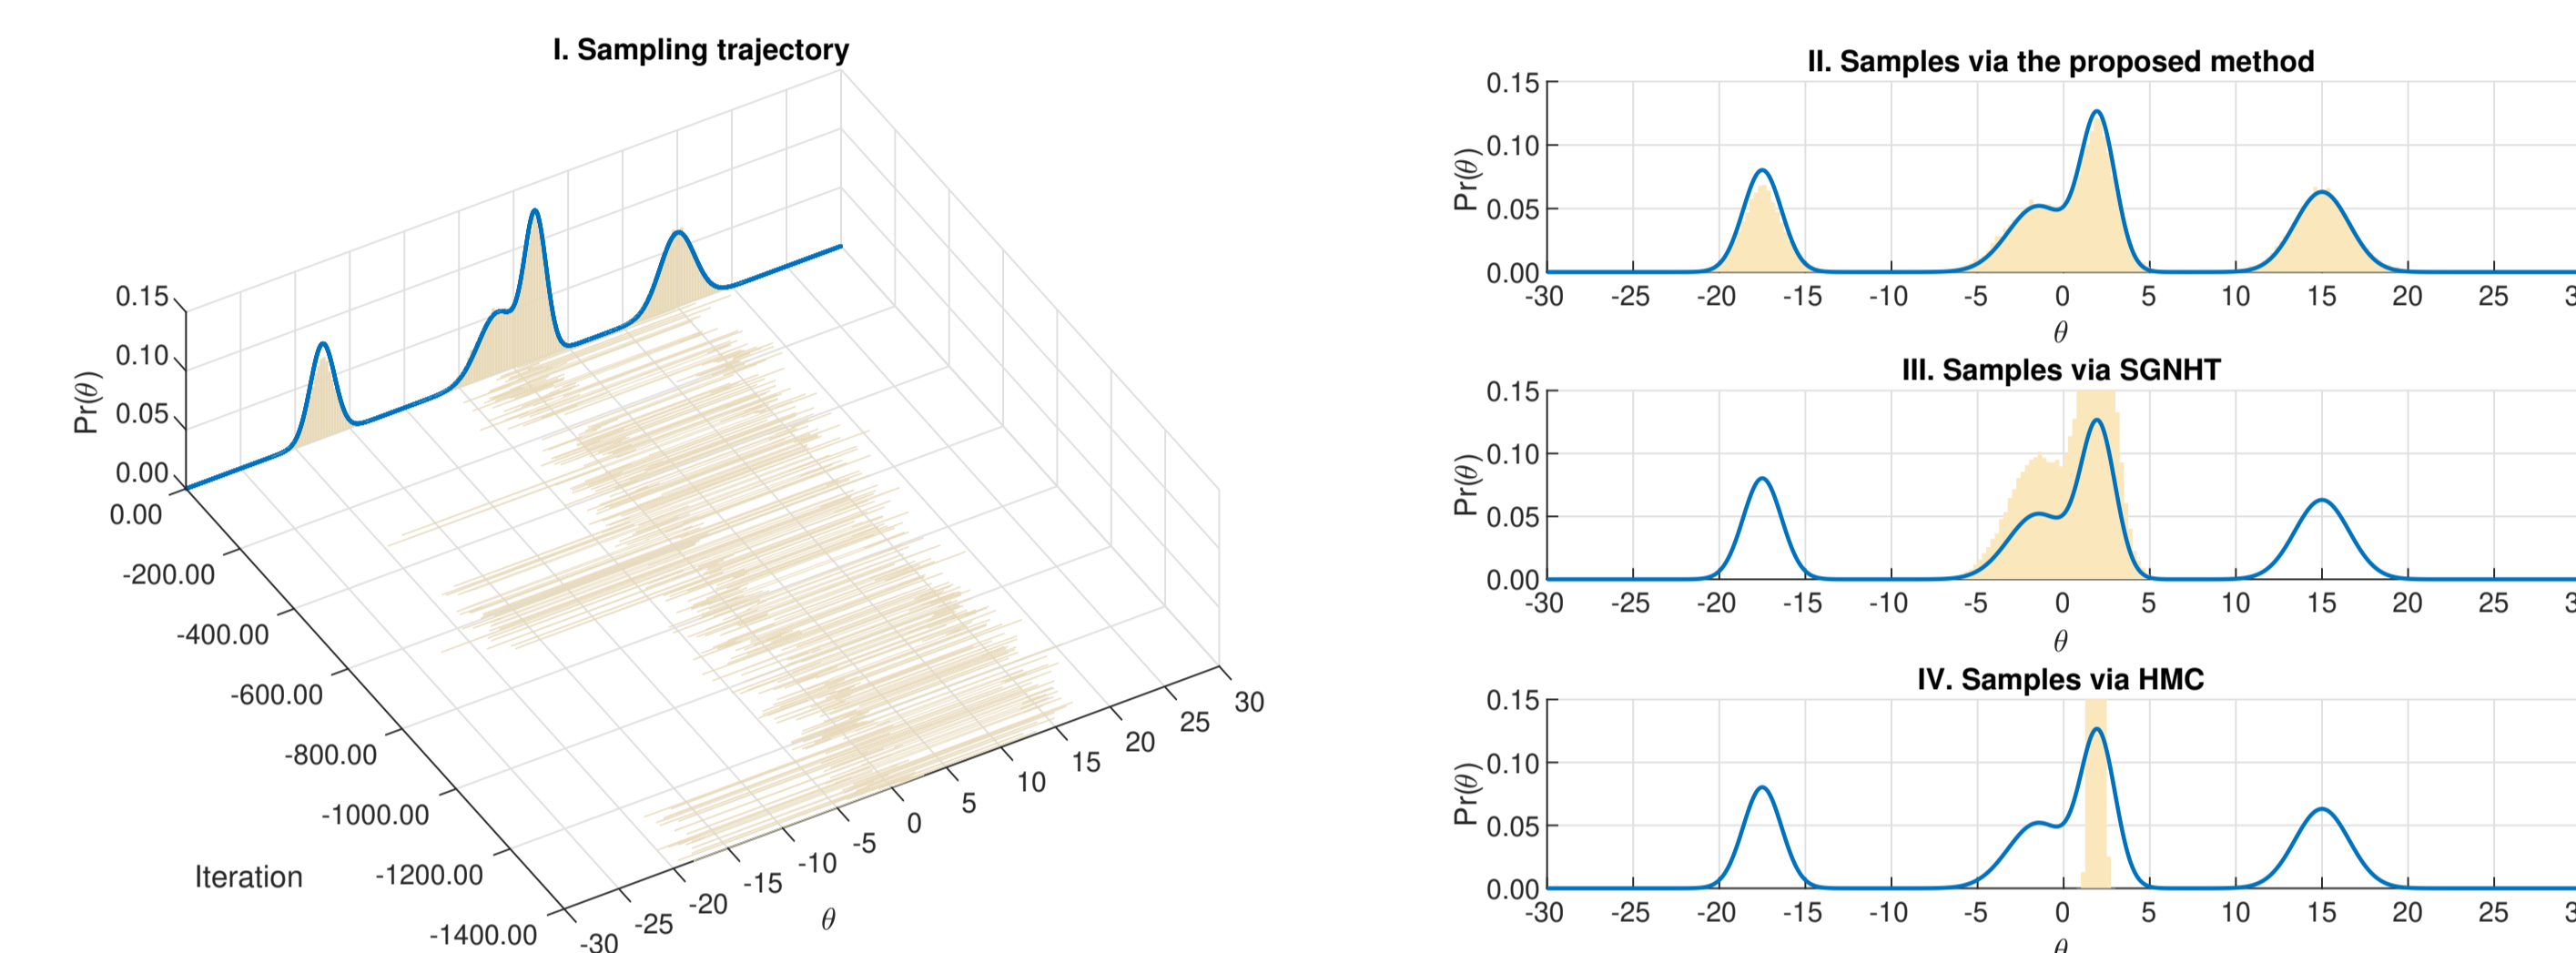 I. Sampling trajectory
0.15
0.10
0.05
0.00
Pr(θ)
0.00
-200.00
-400.00
-600.00
-800.00
-1000.00
-1200.00
-1400.00
Iteration
-30
-25
-20
-15
-10
-5
0
5
10
15
20
25
30
θ
II. Samples via the proposed method
0.15
0.10
0.05
0.00
Pr(θ)
-30 -25 -20 -15 -10 -5 0 5 10 15 20 25 3
θ
III. Samples via SGNHT
0.15
0.10
0.05
0.00
Pr(θ)
-30 -25 -20 -15 -10 -5 0 5 10 15 20 25 3
θ
IV. Samples via HMC
0.15
0.10
0.05
0.00
Pr(θ)
-30 -25 -20 -15 -10 -5 0 5 10 15 20 25 3
θ